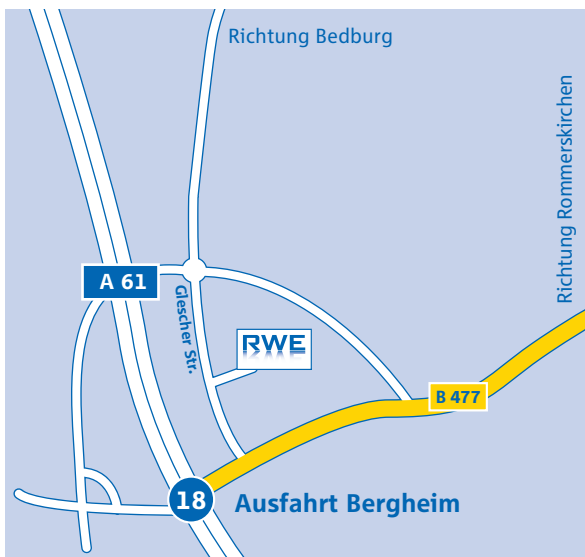 Richtung Bedburg
Richtung Rommerskirchen
A 61
Glescher Str.
RWE
B 477
18
Ausfahrt Bergheim